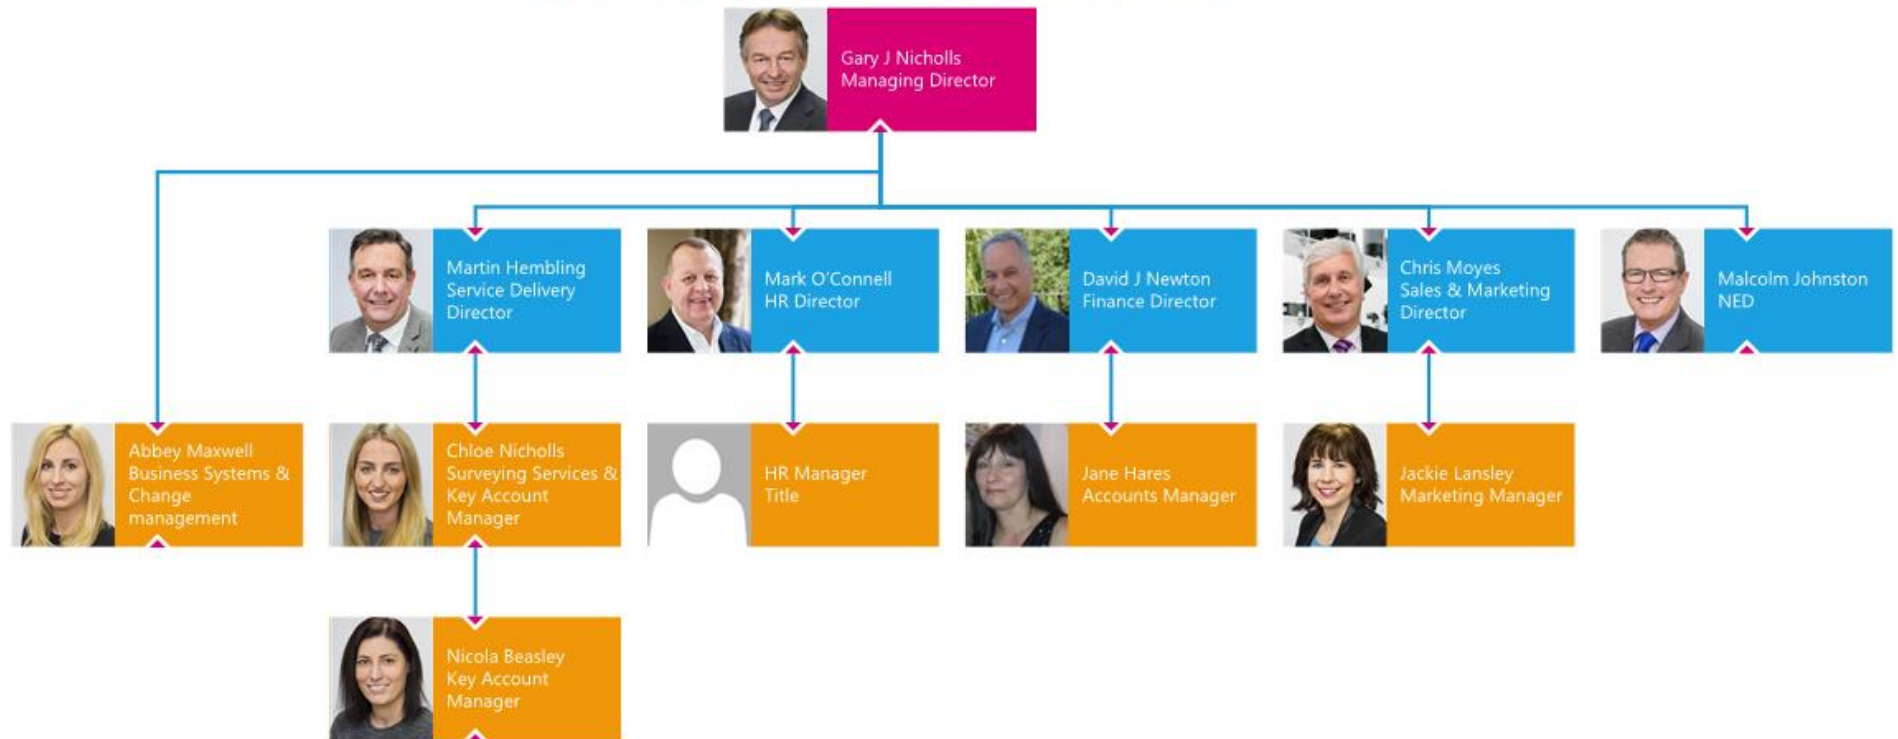 Gary J Nicholls
Managing Director
Martin Hembling
Service Delivery
Director
Mark O'Connell
HR Director
David J Newton
Finance Director
Chris Moyes
Sales & Marketing
Director
Malcolm Johnston
NED
Abbey Maxwell
Business Systems &
Change
management
Chloe Nicholls
Surveying Services &
Key Account
Manager
HR Manager
Title
Jane Hares
Accounts Manager
Jackie Lansley
Marketing Manager
Nicola Beasley
Key Account
Manager